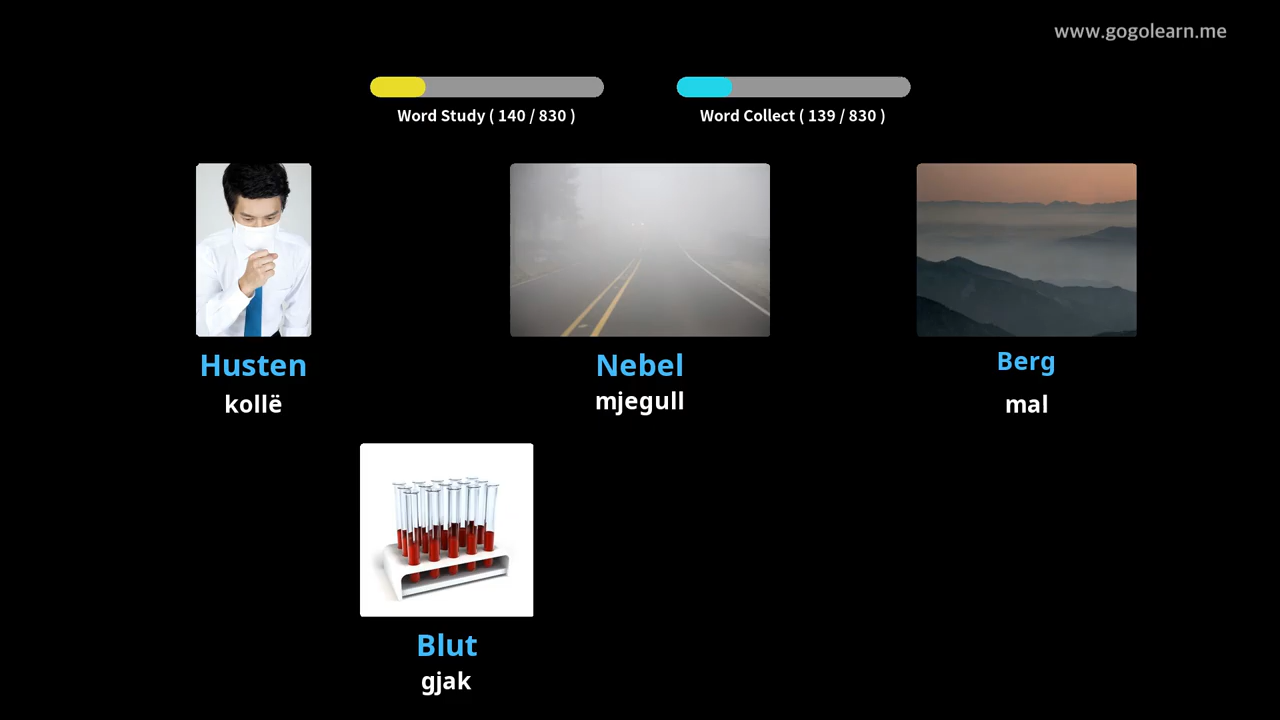 www.gogolearn.me
Word Study ( 140 / 830 )
Word Collect ( 139 / 830 )
Husten
kollë
Nebel
mjegull
Berg
mal
Blut
gjak